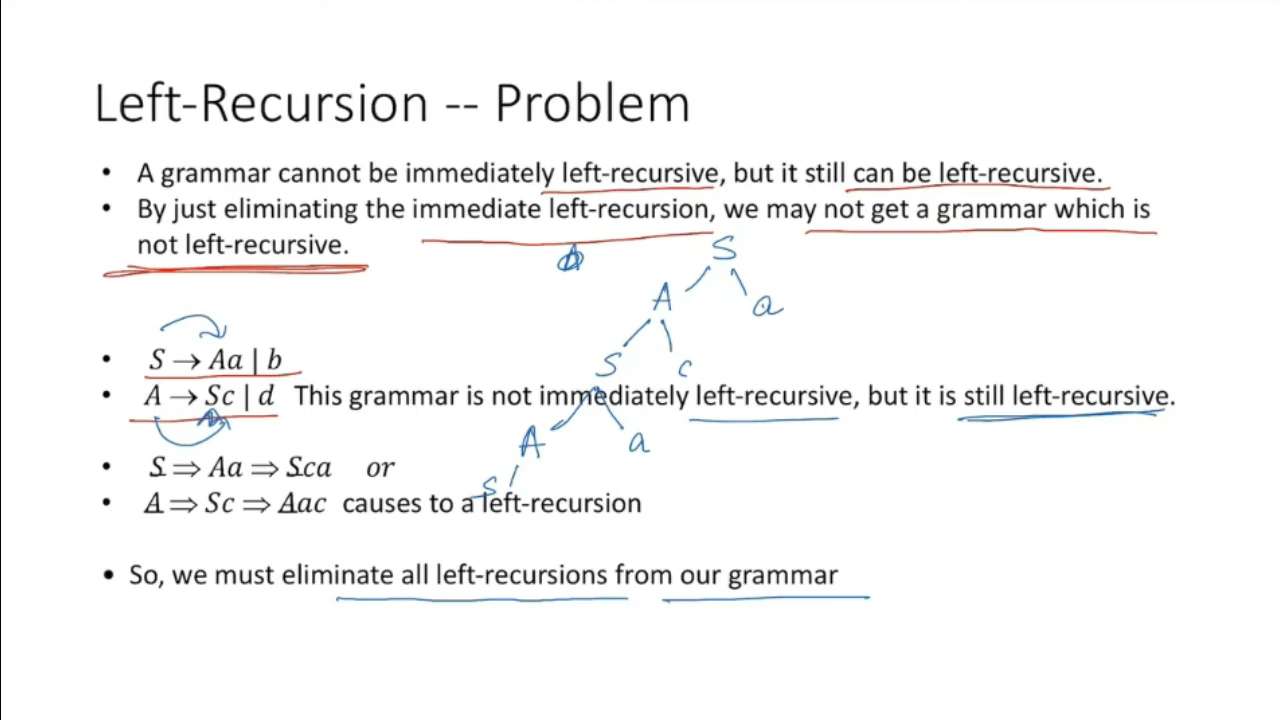 Left-Recursion -- Problem
• A grammar cannot be immediately left-recursive, but it still can be left-recursive.
• By just eliminating the immediate left-recursion, we may not get a grammar which is
not left-recursive.
S
A a
• S → Aa | b
S c
• A → Sc | d This grammar is not immediately left-recursive, but it is still left-recursive.
A a
• S ⇒ Aa ⇒ Sca or
S
• A ⇒ Sc ⇒ Aac causes to a left-recursion
• So, we must eliminate all left-recursions from our grammar